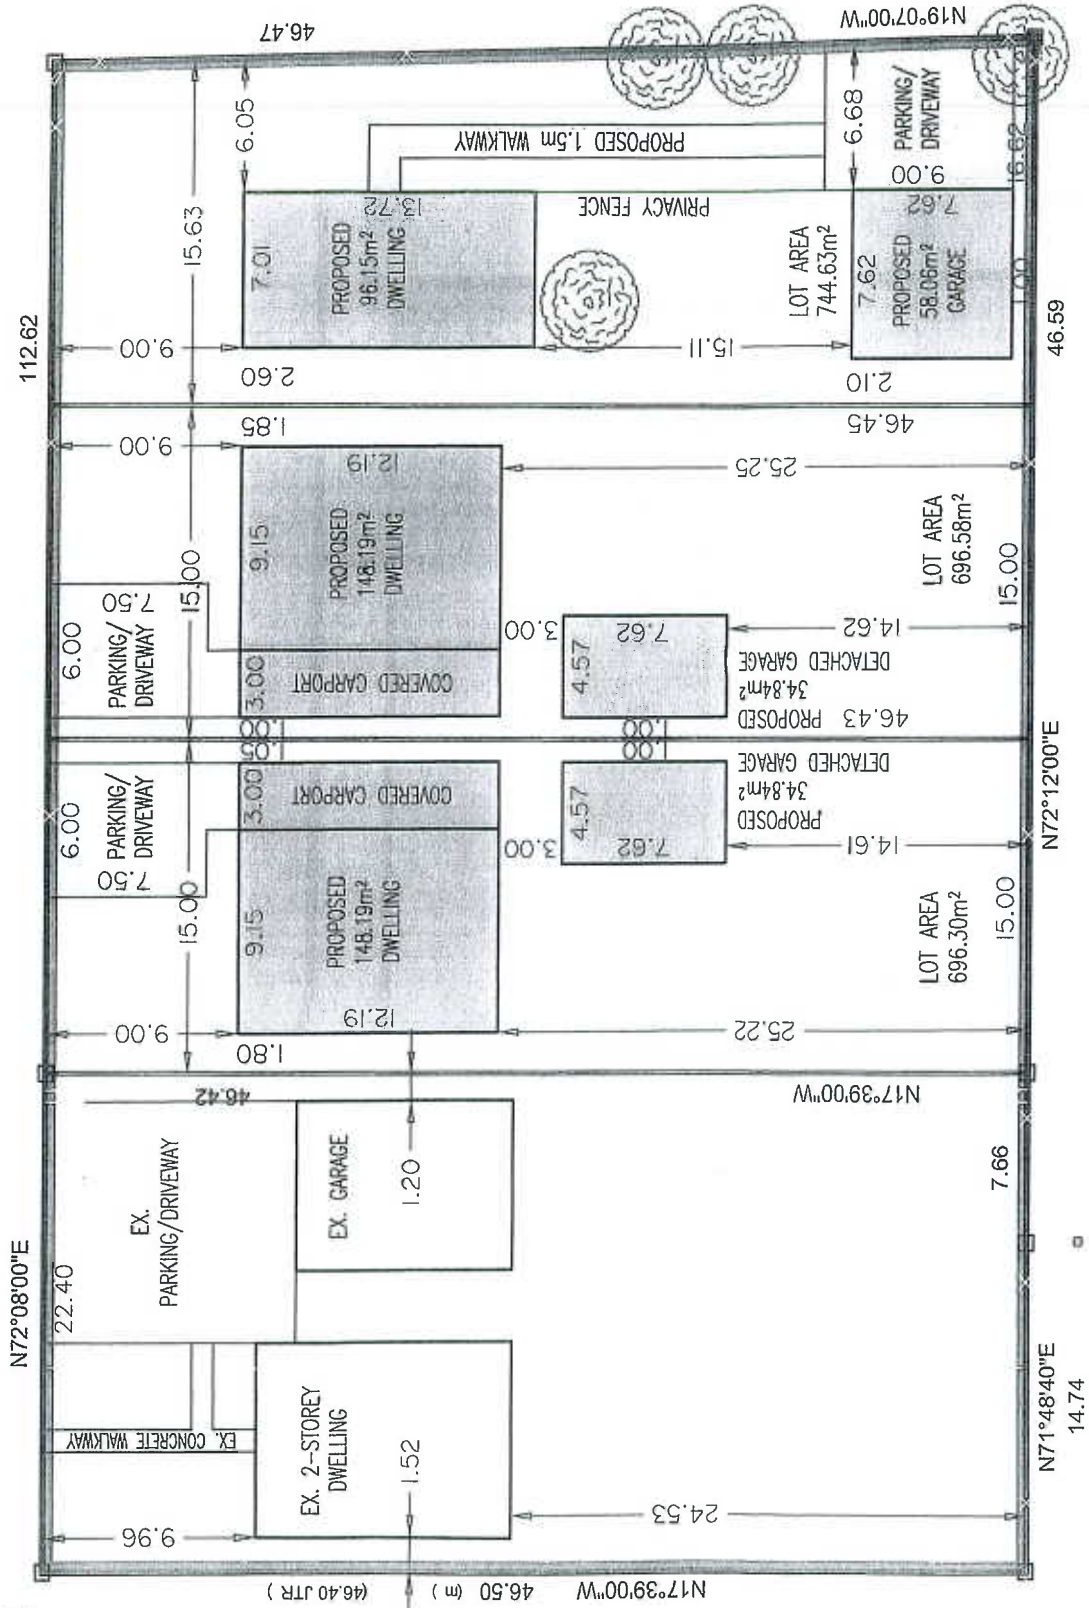 N72°08'00"E
112.62
46.47
22.40
6.00
6.00
15.63
6.05
EX.
PARKING/DRIVEWAY
PARKING/
DRIVEWAY
7.50
PARKING/
DRIVEWAY
7.50
15.00
15.00
9.96
9.00
9.00
9.00
EX. CONCRETE WALKWAY
46.42
1.80
1.05
1.00
1.85
2.60
EX. 2-STOREY
DWELLING
EX. GARAGE
1.52
1.20
9.15
PROPOSED
148.19m²
DWELLING
12.19
3.00
COVERED CARPORT
3.00
COVERED CARPORT
9.15
PROPOSED
148.19m²
DWELLING
12.19
7.01
PROPOSED
96.15m²
DWELLING
13.72
PROPOSED 1.5m WALKWAY
PRIVACY FENCE
3.00
3.00
4.57
7.62
1.00
1.00
4.57
7.62
PROPOSED
34.84m²
DETACHED GARAGE
PROPOSED
34.84m²
DETACHED GARAGE
24.53
25.22
14.61
46.43
14.62
25.25
46.45
15.11
2.10
LOT AREA
696.30m²
LOT AREA
696.58m²
LOT AREA
744.63m²
7.62
PROPOSED
58.06m²
GARAGE
7.62
9.00
6.68
PARKING/
DRIVEWAY
1.00
16.62
N19°07'00"W
(46.40 JTR)
46.50 (m)
N17°39'00"W
N17°39'00"W
7.66
15.00
15.00
N71°48'40"E
14.74
N72°12'00"E
46.59